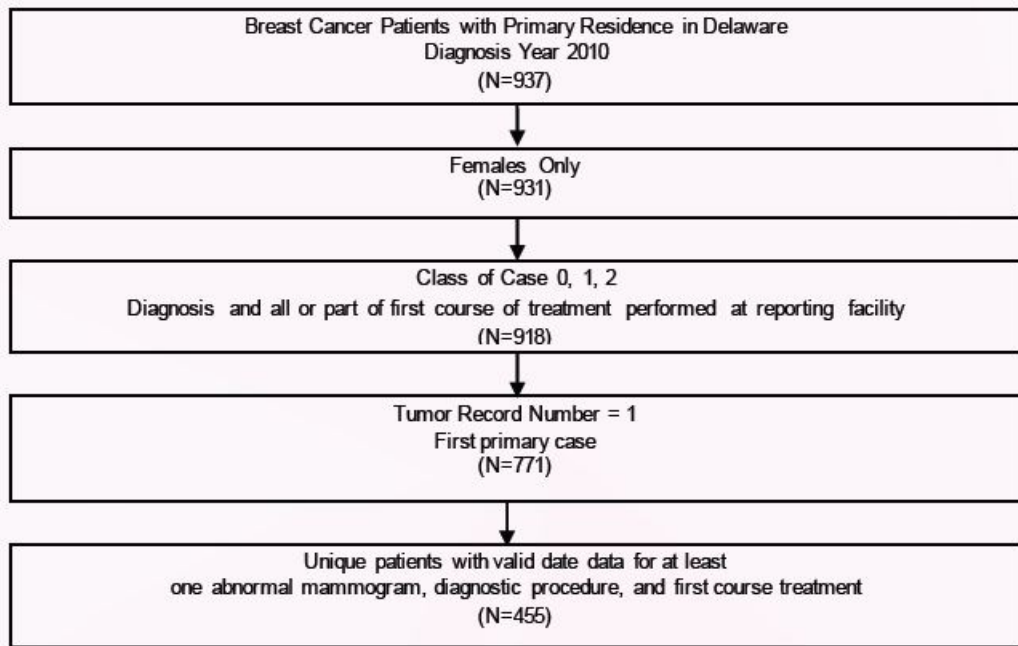 Breast Cancer Patients with Primary Residence in Delaware
Diagnosis Year 2010
(N=937)
Females Only
(N=931)
Class of Case 0, 1, 2
Diagnosis and all or part of first course of treatment performed at reporting facility
(N=918)
Tumor Record Number = 1
First primary case
(N=771)
Unique patients with valid date data for at least
one abnormal mammogram, diagnostic procedure, and first course treatment
(N=455)